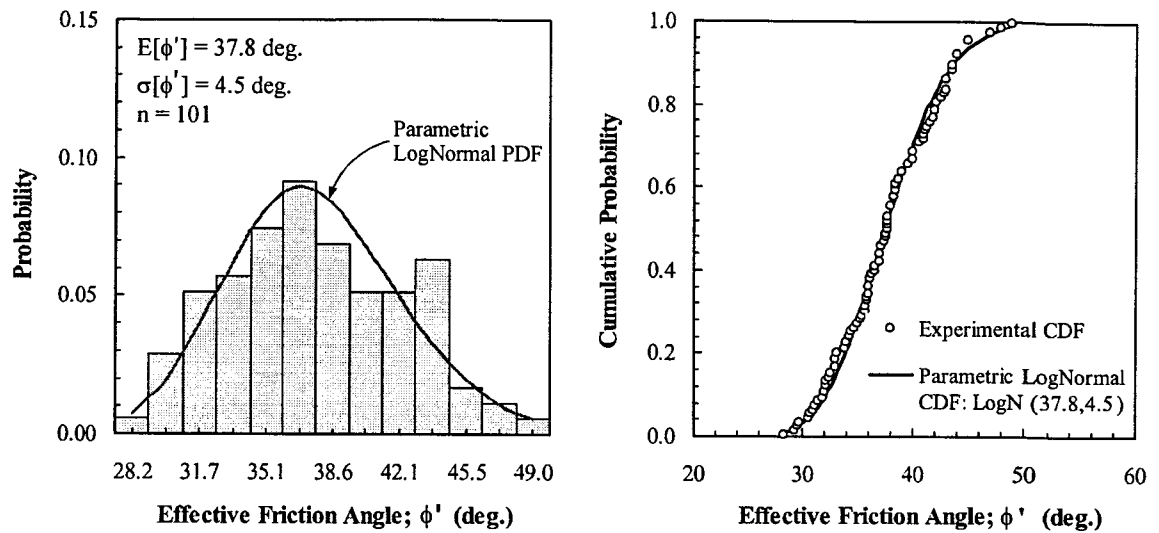 0.15
0.10
0.05
0.00
Probability
E[ϕ'] = 37.8 deg.
σ[ϕ'] = 4.5 deg.
n = 101
Parametric
LogNormal PDF
28.2 31.7 35.1 38.6 42.1 45.5 49.0
Effective Friction Angle; ϕ' (deg.)
1.0
0.8
0.6
0.4
0.2
0.0
Cumulative Probability
Experimental CDF
Parametric LogNormal
CDF: LogN (37.8,4.5)
20 30 40 50 60
Effective Friction Angle; ϕ' (deg.)